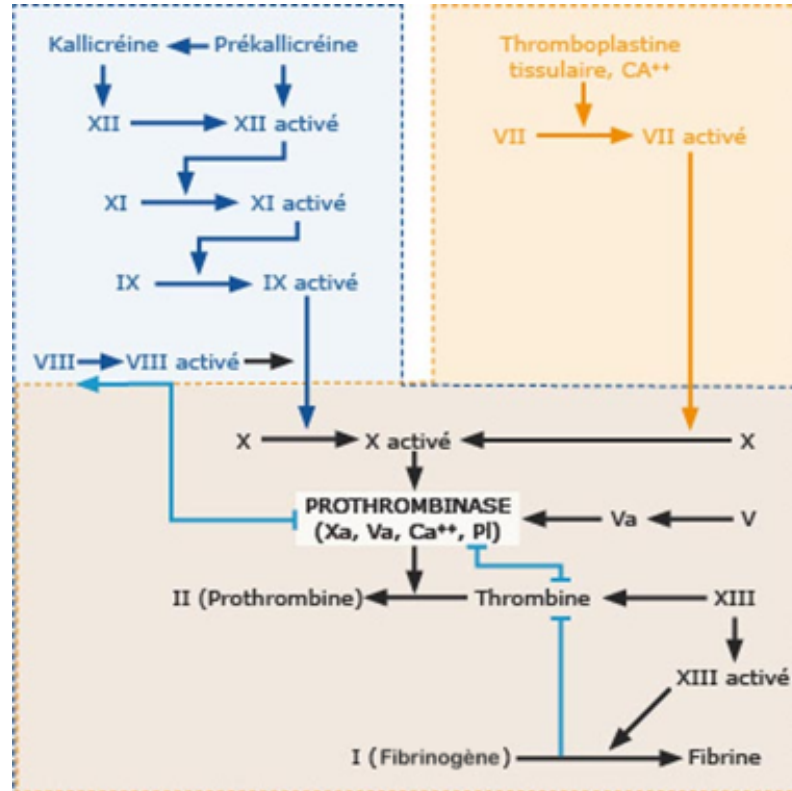 Kallicréine
Prékallicréine
Thromboplastine
tissulaire, CA++
XII
XII activé
VII
VII activé
XI
XI activé
IX
IX activé
VIII
VIII activé
X
X activé
X
PROTHROMBINASE
(Xa, Va, Ca++, Pl)
Va
V
II (Prothrombine)
Thrombine
XIII
XIII activé
I (Fibrinogène)
Fibrine